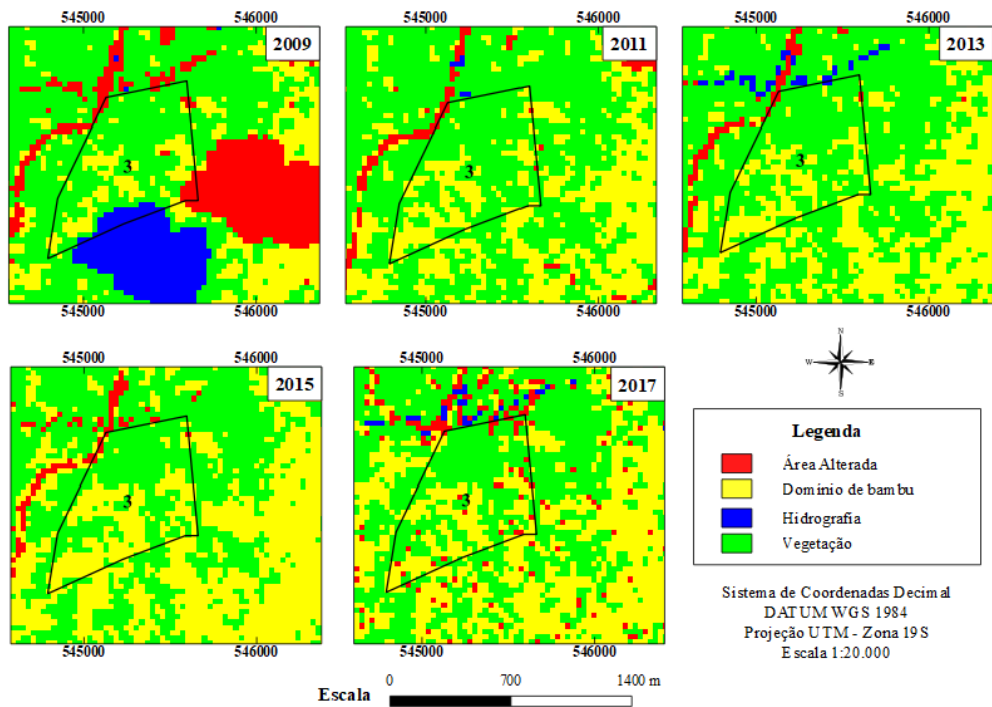 545000 546000 545000 546000 545000 546000
2009 2011 2013
3 3 3
545000 546000 545000 546000 545000 546000
545000 546000 545000 546000
2015 2017
3 3
545000 546000 545000 546000
N
W E
S
Legenda
Área Alterada
Domínio de bambu
Hidrografia
Vegetação
Sistema de Coordenadas Decimal
DATUM WGS 1984
Projeção UTM - Zona 19S
Escala 1:20.000
Escala 0 700 1400 m